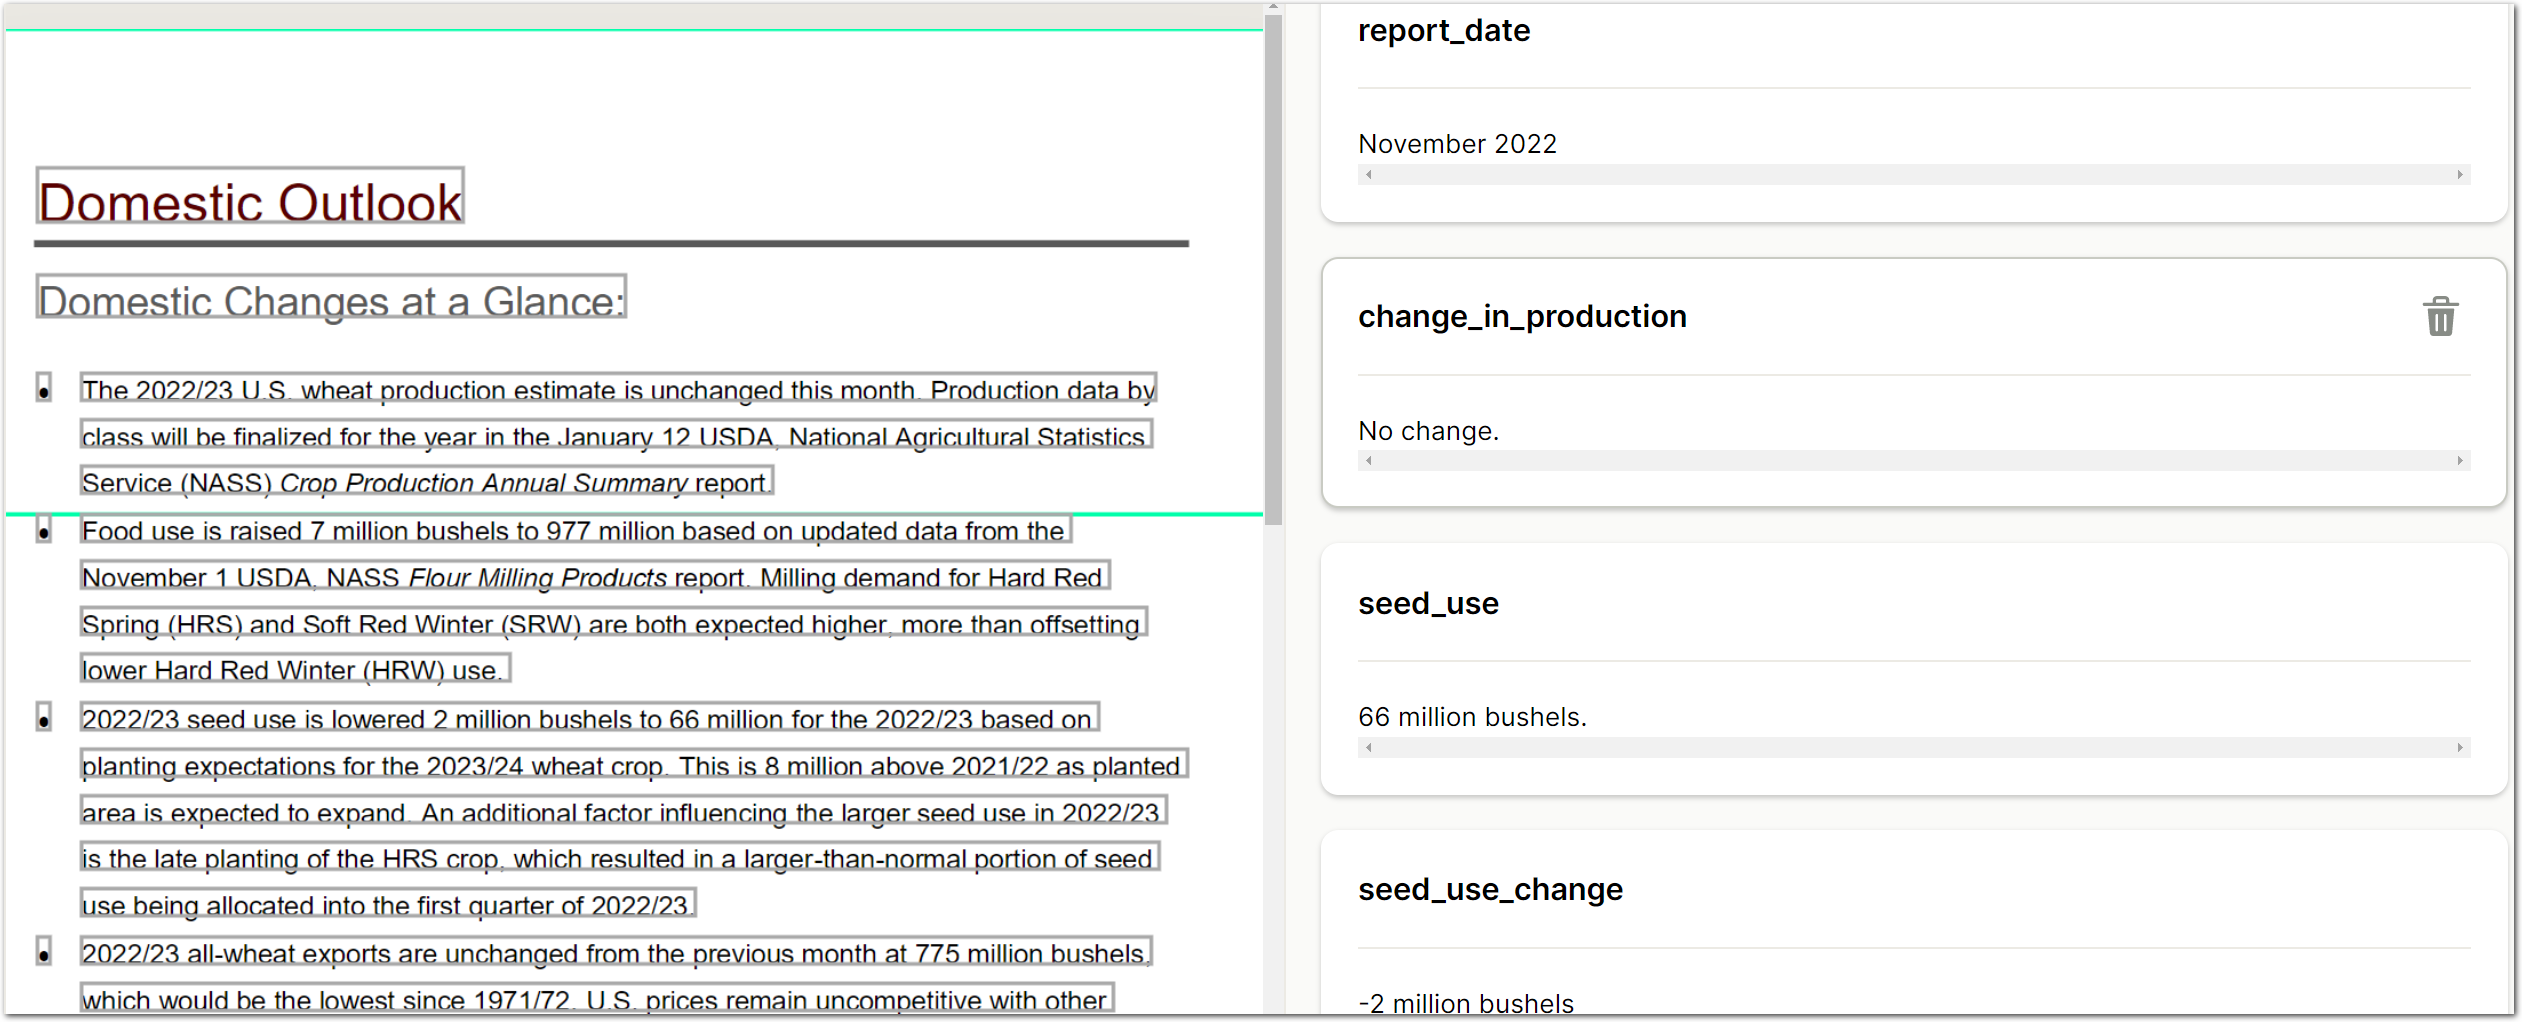 Domestic Outlook
Domestic Changes at a Glance:
• The 2022/23 U.S. wheat production estimate is unchanged this month. Production data by
class will be finalized for the year in the January 12 USDA, National Agricultural Statistics
Service (NASS) Crop Production Annual Summary report.
• Food use is raised 7 million bushels to 977 million based on updated data from the
November 1 USDA, NASS Flour Milling Products report. Milling demand for Hard Red
Spring (HRS) and Soft Red Winter (SRW) are both expected higher, more than offsetting
lower Hard Red Winter (HRW) use.
• 2022/23 seed use is lowered 2 million bushels to 66 million for the 2022/23 based on
planting expectations for the 2023/24 wheat crop. This is 8 million above 2021/22 as planted
area is expected to expand. An additional factor influencing the larger seed use in 2022/23
is the late planting of the HRS crop, which resulted in a larger-than-normal portion of seed
use being allocated into the first quarter of 2022/23.
• 2022/23 all-wheat exports are unchanged from the previous month at 775 million bushels,
which would be the lowest since 1971/72. U.S. prices remain uncompetitive with other
report_date
November 2022
change_in_production
No change.
seed_use
66 million bushels.
seed_use_change
-2 million bushels